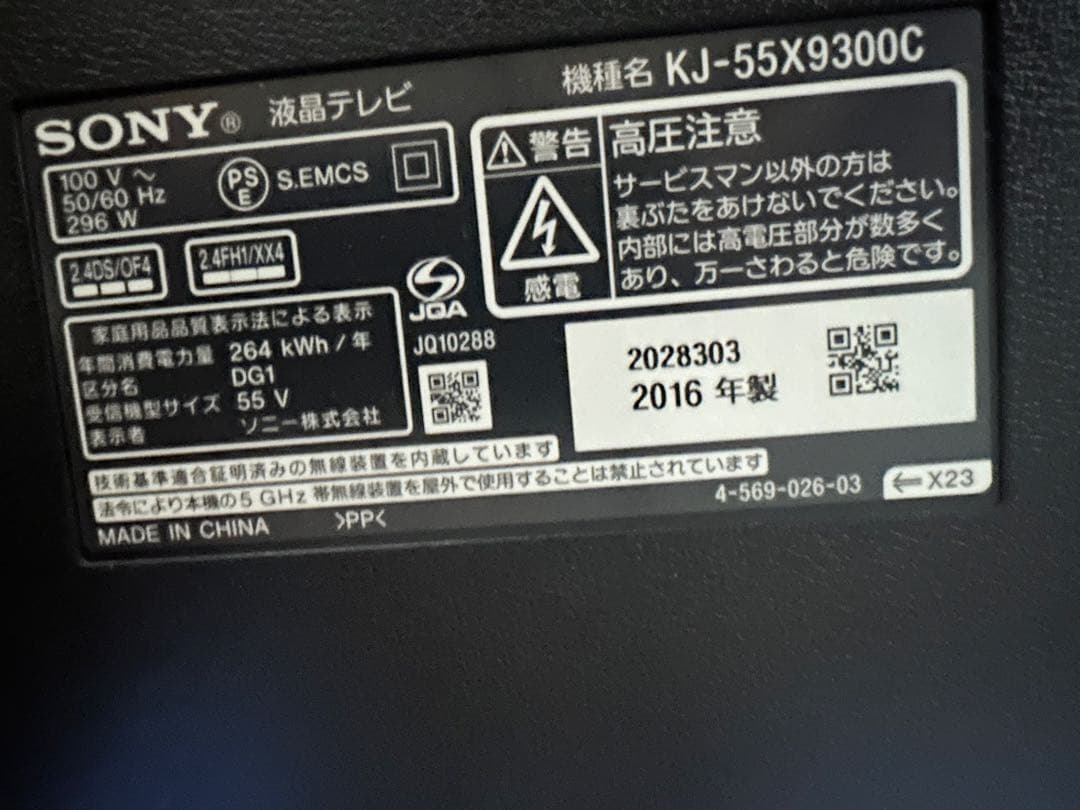 SONY® 液晶テレビ
機種名 KJ-55X9300C
100 V ～
50/60 Hz
296 W
PS
E
S.EMCS
2.4DS/OF4
2.4FH1/XX4
警告
感電
高圧注意
サービスマン以外の方は
裏ぶたをあけないでください。
内部には高電圧部分が数多く
あり、万一さわると危険です。
家庭用品品質表示法による表示
年間消費電力量 264 kWh / 年
区分名 DG1
受信機型サイズ 55 V
表示者 ソニー株式会社
JQA
JQ10288
2028303
2016 年製
技術基準適合証明済みの無線装置を内蔵しています
法令により本機の5 GHz 帯無線装置を屋外で使用することは禁止されています
MADE IN CHINA >PP<
4-569-026-03
←X23